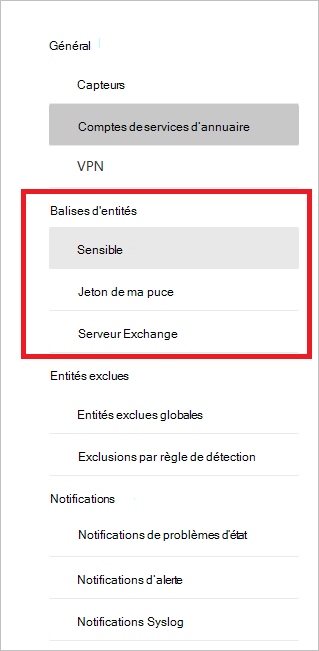 Général
Capteurs
Comptes de services d'annuaire
VPN
Balises d'entités
Sensible
Jeton de ma puce
Serveur Exchange
Entités exclues
Entités exclues globales
Exclusions par règle de détection
Notifications
Notifications de problèmes d'état
Notifications d'alerte
Notifications Syslog